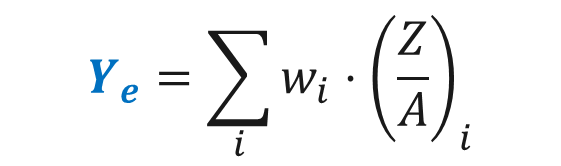 Y_e = ∑_i w_i · (Z/A)_i